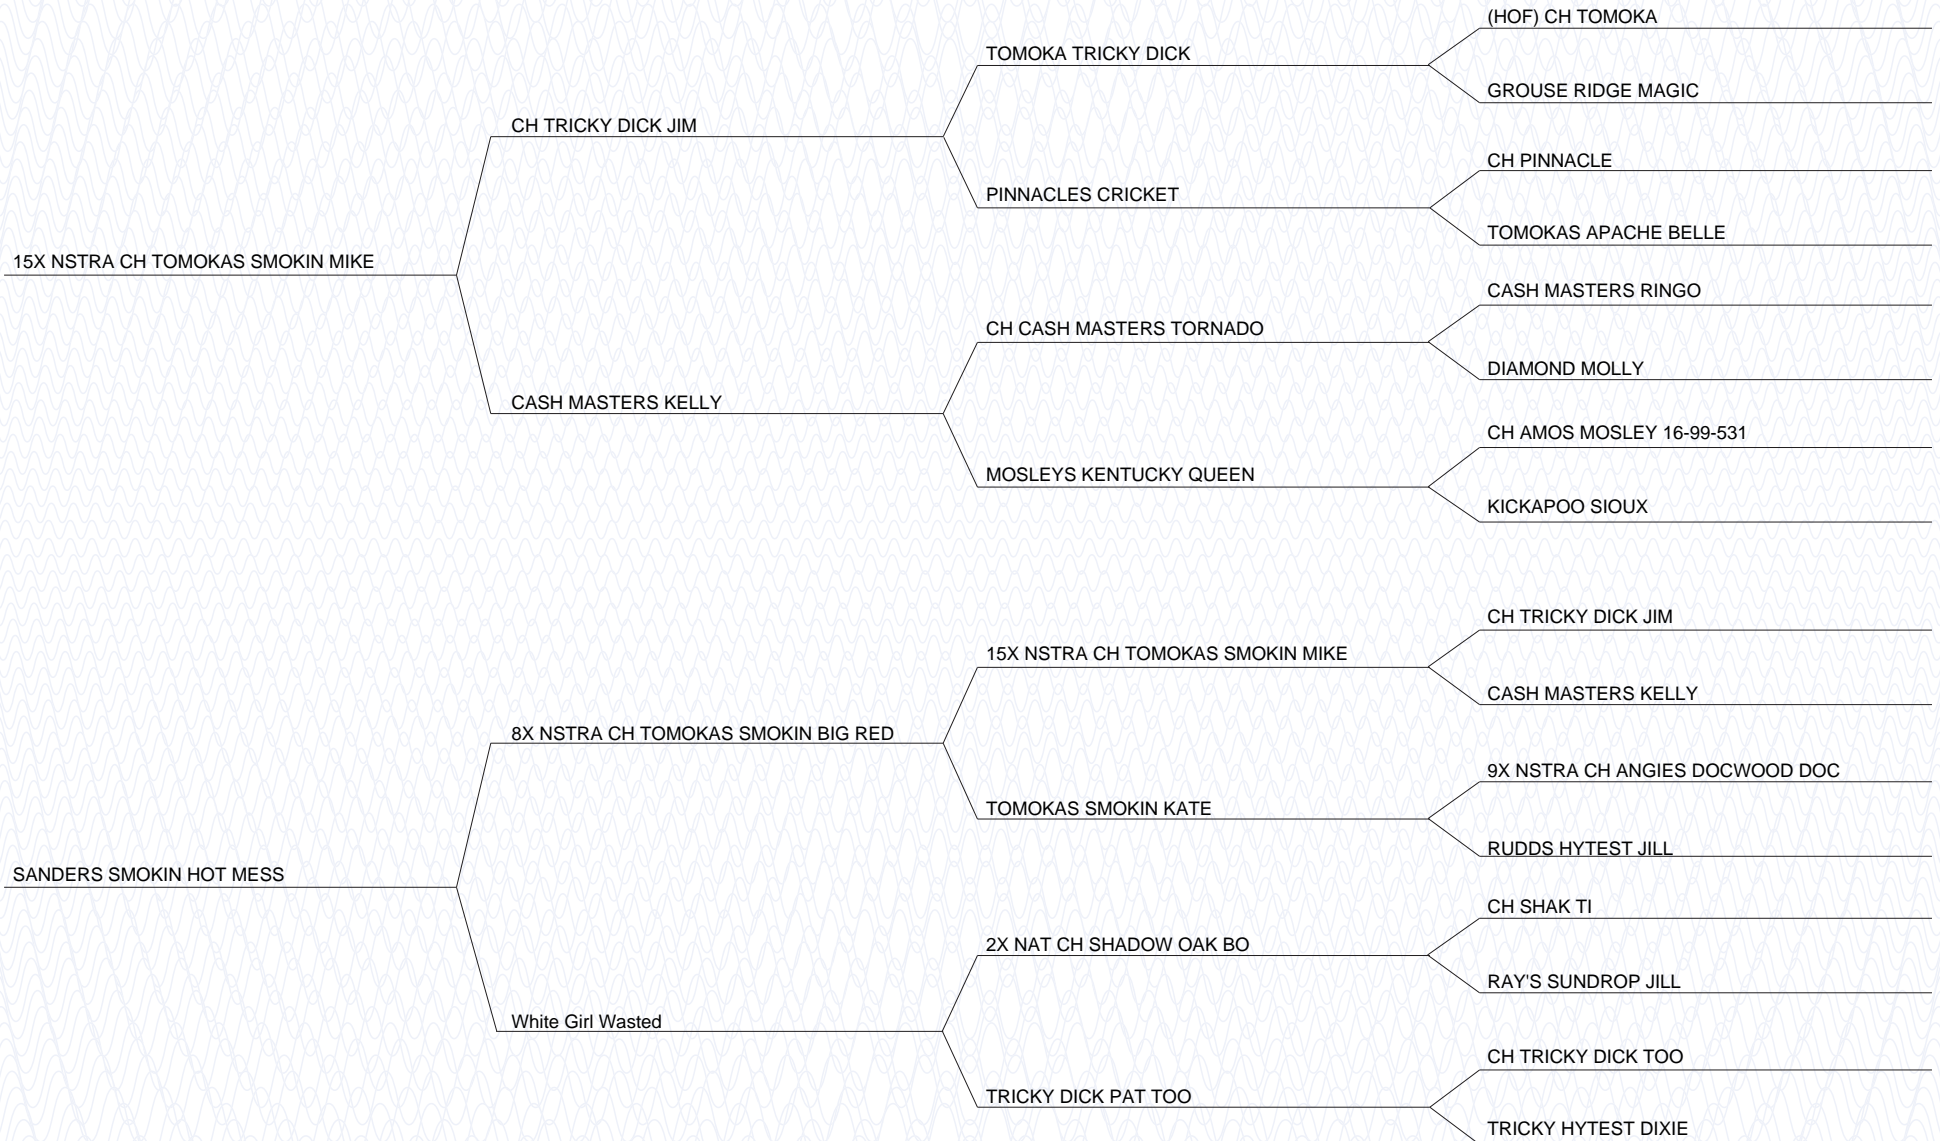 (HOF) CH TOMOKA
TOMOKA TRICKY DICK
GROUSE RIDGE MAGIC
CH TRICKY DICK JIM
CH PINNACLE
PINNACLES CRICKET
TOMOKAS APACHE BELLE
15X NSTRA CH TOMOKAS SMOKIN MIKE
CASH MASTERS RINGO
CH CASH MASTERS TORNADO
DIAMOND MOLLY
CASH MASTERS KELLY
CH AMOS MOSLEY 16-99-531
MOSLEYS KENTUCKY QUEEN
KICKAPOO SIOUX
CH TRICKY DICK JIM
15X NSTRA CH TOMOKAS SMOKIN MIKE
CASH MASTERS KELLY
8X NSTRA CH TOMOKAS SMOKIN BIG RED
9X NSTRA CH ANGIES DOCWOOD DOC
TOMOKAS SMOKIN KATE
RUDDS HYTEST JILL
SANDERS SMOKIN HOT MESS
CH SHAK TI
2X NAT CH SHADOW OAK BO
RAY'S SUNDROP JILL
White Girl Wasted
CH TRICKY DICK TOO
TRICKY DICK PAT TOO
TRICKY HYTEST DIXIE